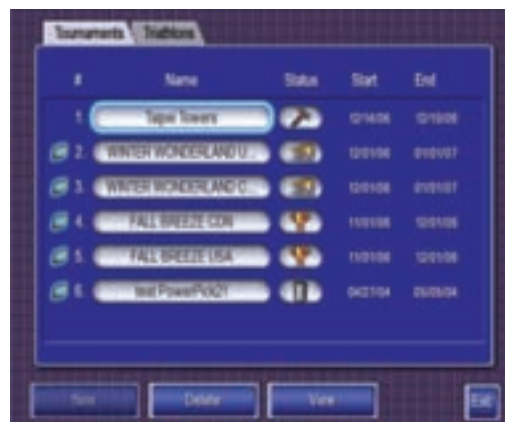 Tournaments Triathlons
# Name Status Start End
1. Taipei Towers 12/14/06 12/19/06
2. WINTER WONDERLAND U... 12/01/06 01/01/07
3. WINTER WONDERLAND C... 12/01/06 01/01/07
4. FALL BREEZE CDN 11/01/06 12/01/06
5. FALL BREEZE USA 11/01/06 12/01/06
6. test PowerPick21 04/27/04 05/05/04
New Delete View Exit